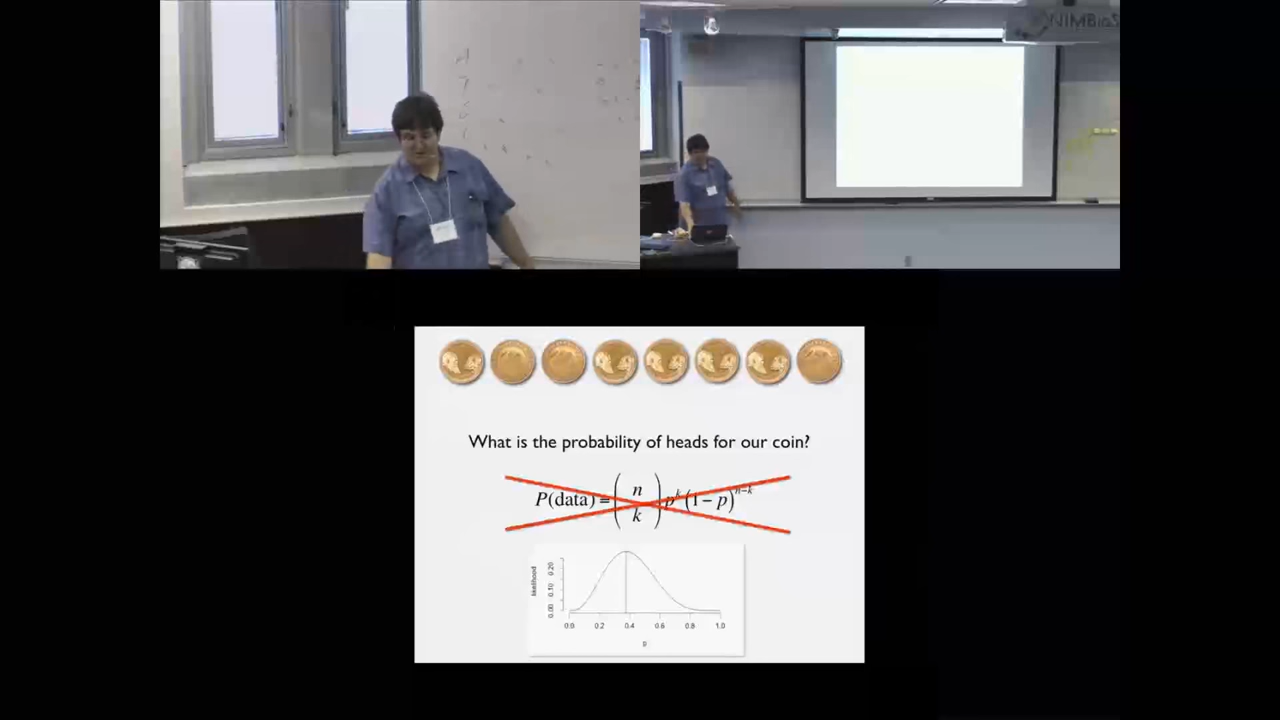 NIMBioS
What is the probability of heads for our coin?
P(data) = (n k) p^k (1 − p)^{n−k}
likelihood
0.00 0.10 0.20
0.0 0.2 0.4 0.6 0.8 1.0
p